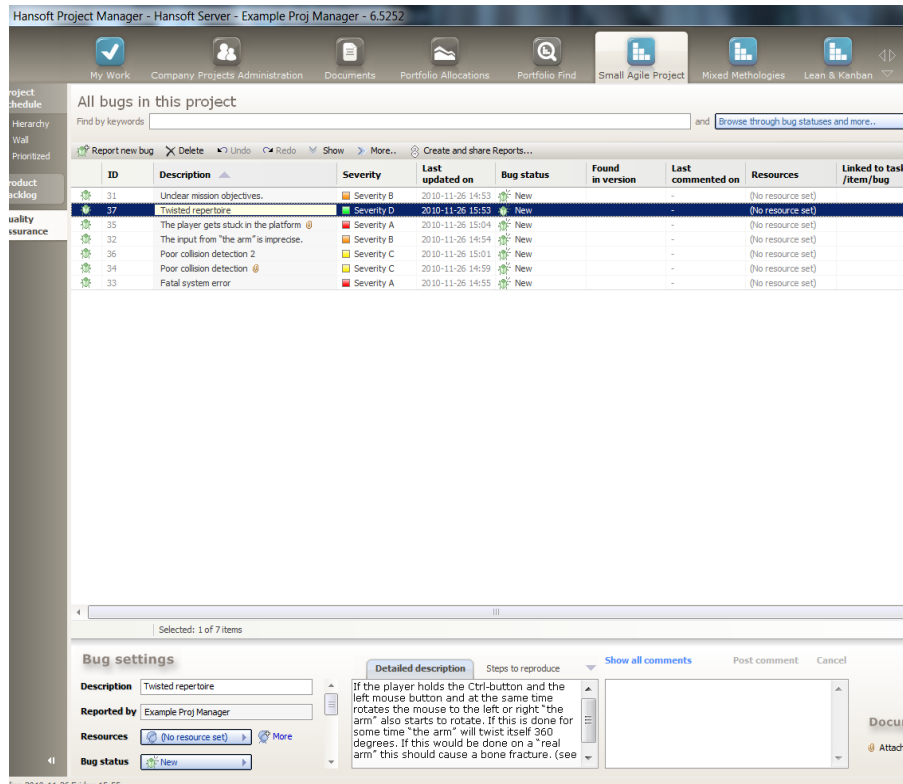 Hansoft Project Manager - Hansoft Server - Example Proj Manager - 6.5252
My Work Company Projects Administration Documents Portfolio Allocations Portfolio Find Small Agile Project Mixed Methologies Lean & Kanban
roject
chedule
Hierarchy
Wall
Prioritized
roduct
acklog
uality
ssurance
All bugs in this project
Find by keywords and Browse through bug statuses and more..
Report new bug Delete Undo Redo Show More.. Create and share Reports...
ID Description Severity Last updated on Bug status Found in version Last commented on Resources Linked to task /item/bug
31 Unclear mission objectives. Severity B 2010-11-26 14:53 New - (No resource set)
37 Twisted repertoire Severity D 2010-11-26 15:53 New - (No resource set)
35 The player gets stuck in the platform Severity A 2010-11-26 15:04 New - (No resource set)
32 The input from "the arm" is imprecise. Severity B 2010-11-26 14:54 New - (No resource set)
36 Poor collision detection 2 Severity C 2010-11-26 15:01 New - (No resource set)
34 Poor collision detection Severity C 2010-11-26 14:59 New - (No resource set)
33 Fatal system error Severity A 2010-11-26 14:55 New - (No resource set)
Selected: 1 of 7 items
Bug settings
Description Twisted repertoire
Reported by Example Proj Manager
Resources (No resource set) More
Bug status New
Detailed description Steps to reproduce
If the player holds the Ctrl-button and the
left mouse button and at the same time
rotates the mouse to the left or right "the
arm" also starts to rotate. If this is done for
some time "the arm" will twist itself 360
degrees. If this would be done on a "real
arm" this should cause a bone fracture. (see
Show all comments Post comment Cancel
Docu
Attach